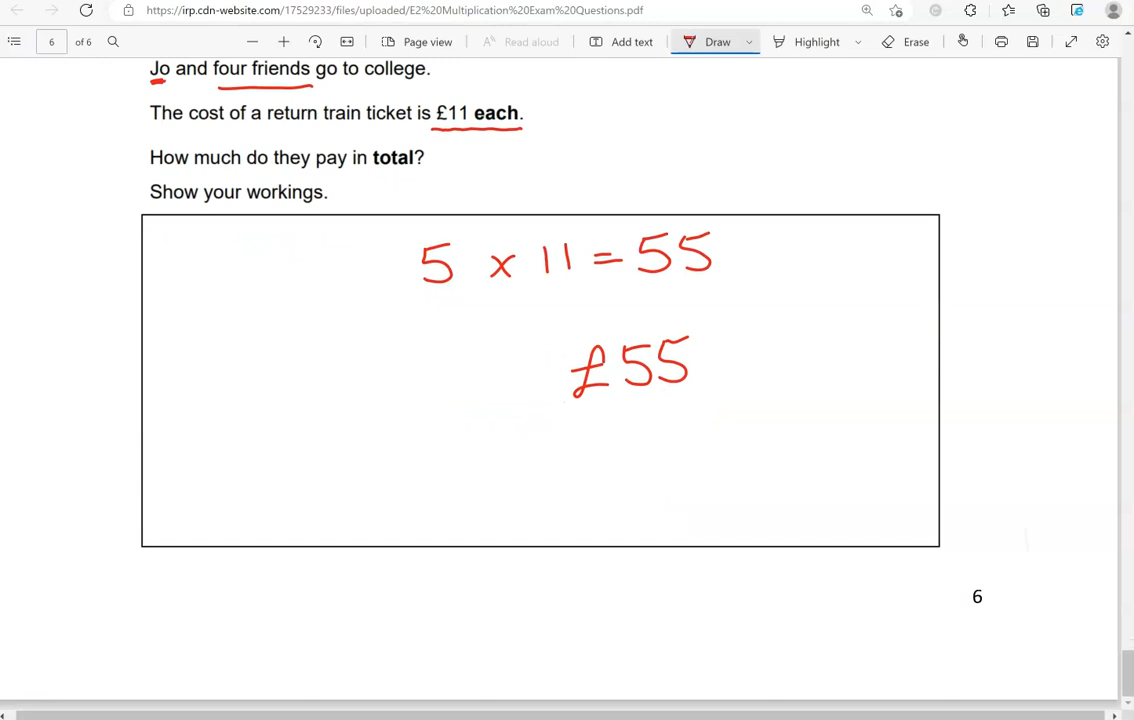 https://irp.cdn-website.com/17529233/files/uploaded/E2%20Multiplication%20Exam%20Questions.pdf
6 of 6 Page view Read aloud Add text Draw Highlight Erase
Jo and four friends go to college.
The cost of a return train ticket is £11 each.
How much do they pay in total?
Show your workings.
5 x 11 = 55
£55
6